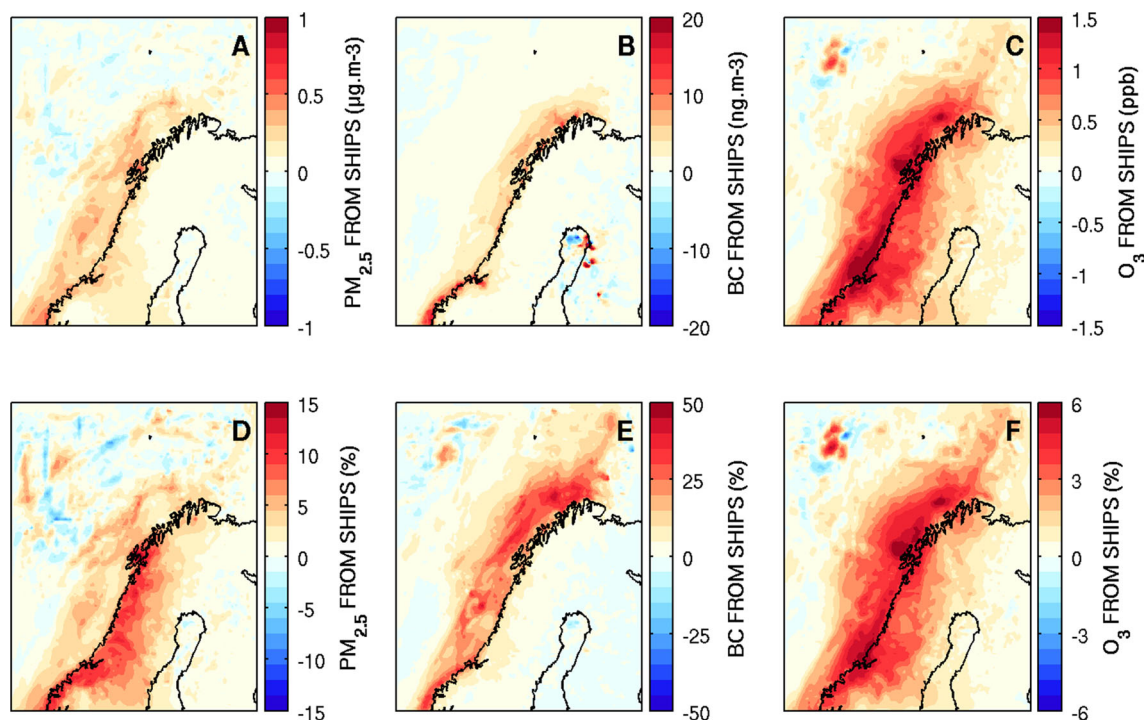 A
1
0.5
0
-0.5
-1
PM2.5 FROM SHIPS (µg.m-3)
B
20
10
0
-10
-20
BC FROM SHIPS (ng.m-3)
C
1.5
1
0.5
0
-0.5
-1
-1.5
O3 FROM SHIPS (ppb)
D
15
10
5
0
-5
-10
-15
PM2.5 FROM SHIPS (%)
E
50
25
0
-25
-50
BC FROM SHIPS (%)
F
6
3
0
-3
-6
O3 FROM SHIPS (%)